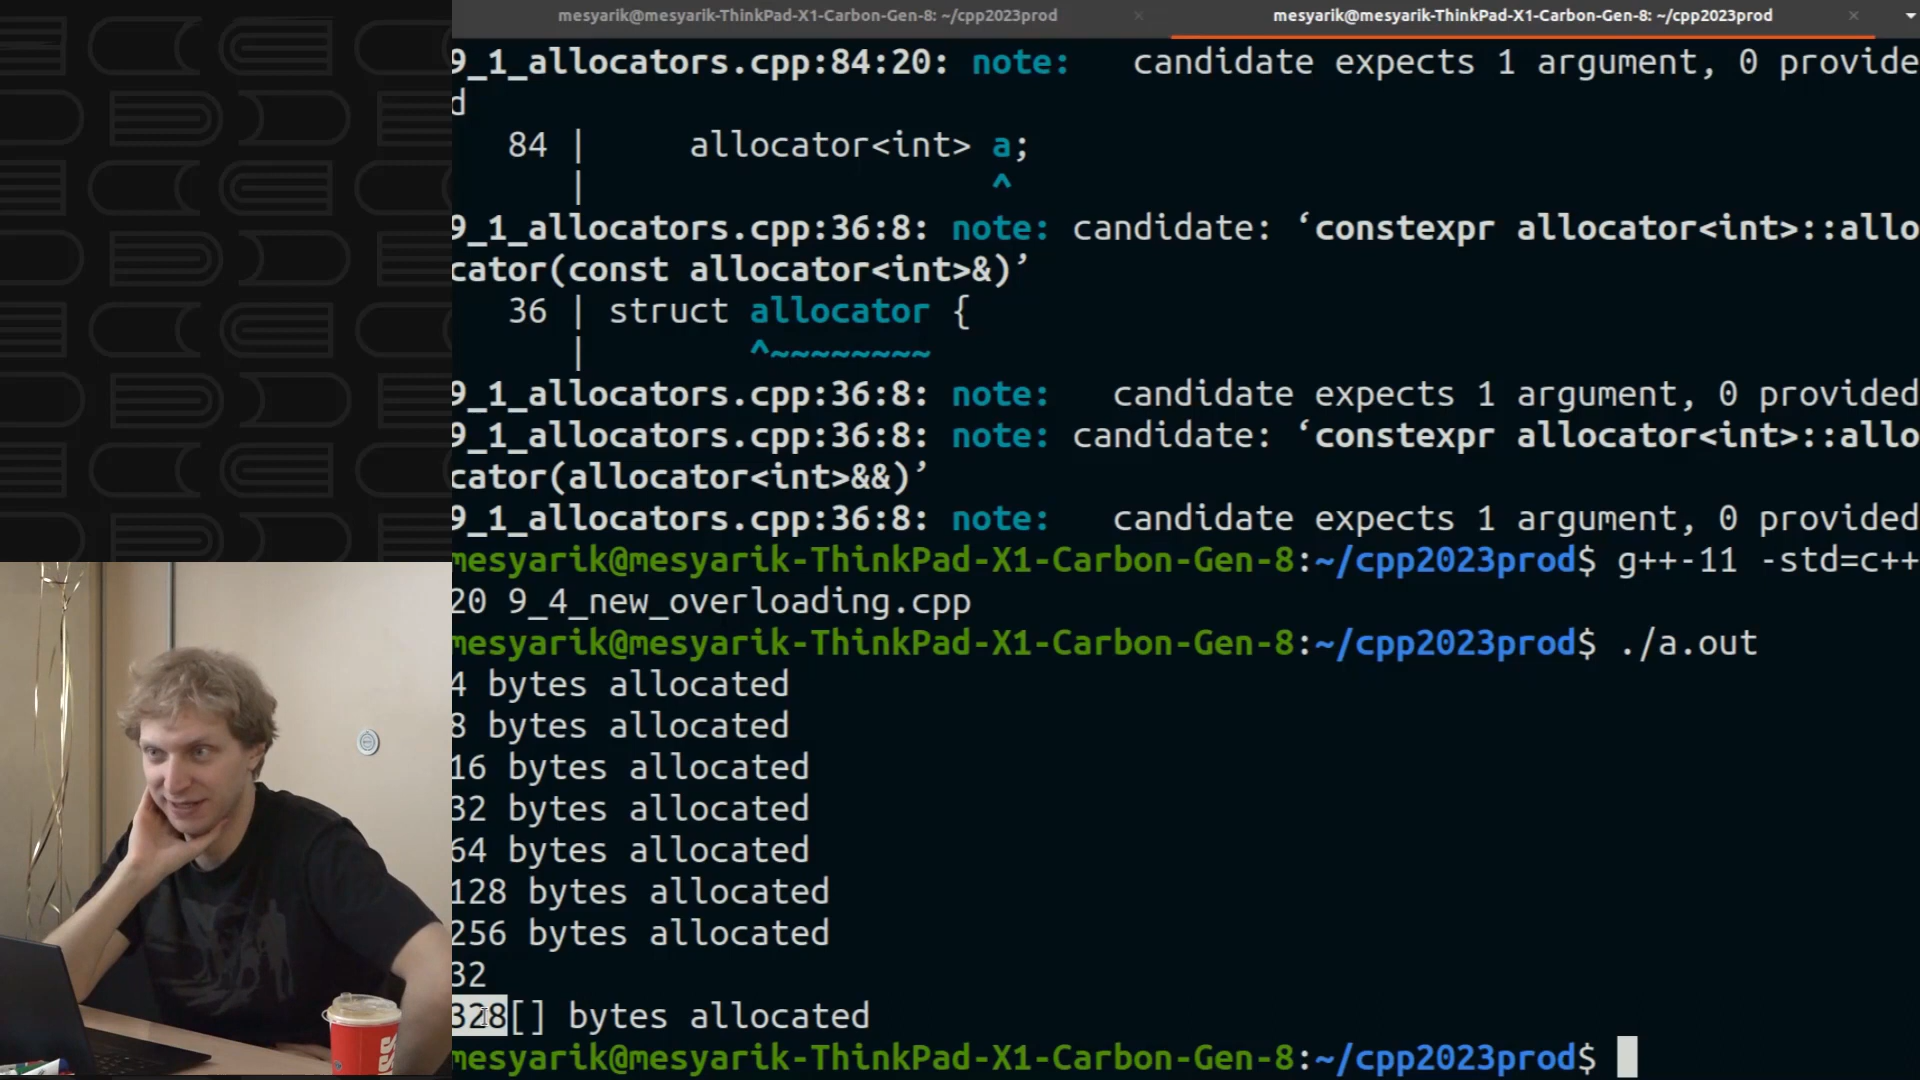 mesyarik@mesyarik-ThinkPad-X1-Carbon-Gen-8: ~/cpp2023prod × mesyarik@mesyarik-ThinkPad-X1-Carbon-Gen-8: ~/cpp2023prod ×
9_1_allocators.cpp:84:20: note:   candidate expects 1 argument, 0 provide
d
84 |     allocator<int> a;
|                    ^
9_1_allocators.cpp:36:8: note: candidate: ‘constexpr allocator<int>::allo
cator(const allocator<int>&)’
36 | struct allocator {
|        ^~~~~~~~~
9_1_allocators.cpp:36:8: note:   candidate expects 1 argument, 0 provided
9_1_allocators.cpp:36:8: note: candidate: ‘constexpr allocator<int>::allo
cator(allocator<int>&&)’
9_1_allocators.cpp:36:8: note:   candidate expects 1 argument, 0 provided
mesyarik@mesyarik-ThinkPad-X1-Carbon-Gen-8:~/cpp2023prod$ g++-11 -std=c++
20 9_4_new_overloading.cpp
mesyarik@mesyarik-ThinkPad-X1-Carbon-Gen-8:~/cpp2023prod$ ./a.out
4 bytes allocated
8 bytes allocated
16 bytes allocated
32 bytes allocated
64 bytes allocated
128 bytes allocated
256 bytes allocated
32
328[] bytes allocated
mesyarik@mesyarik-ThinkPad-X1-Carbon-Gen-8:~/cpp2023prod$